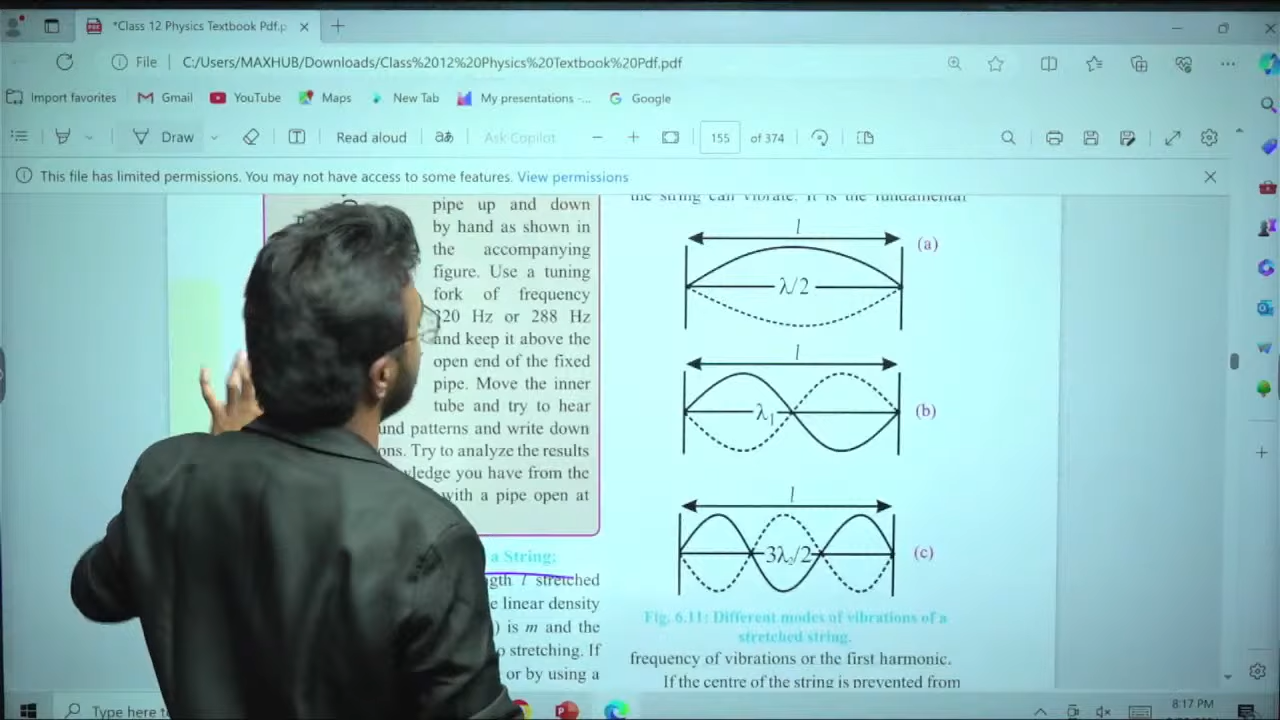 *Class 12 Physics Textbook Pdf.p
File
C:/Users/MAXHUB/Downloads/Class%2012%20Physics%20Textbook%20Pdf.pdf
Import favorites
Gmail
YouTube
Maps
New Tab
My presentations -...
Google
Draw
Read aloud
Ask Copilot
155 of 374
This file has limited permissions. You may not have access to some features. View permissions
pipe up and down
by hand as shown in
the accompanying
figure. Use a tuning
fork of frequency
320 Hz or 288 Hz
and keep it above the
open end of the fixed
pipe. Move the inner
tube and try to hear
und patterns and write down
ons. Try to analyze the results
wledge you have from the
with a pipe open at
a String:
ngth l stretched
e linear density
) is m and the
o stretching. If
or by using a
the string can vibrate. It is the fundamental
l
(a)
λ/2
l
λ₁
(b)
l
3λ₂/2
(c)
Fig. 6.11: Different modes of vibrations of a
stretched string.
frequency of vibrations or the first harmonic.
If the centre of the string is prevented from
Type here t
8:17 PM